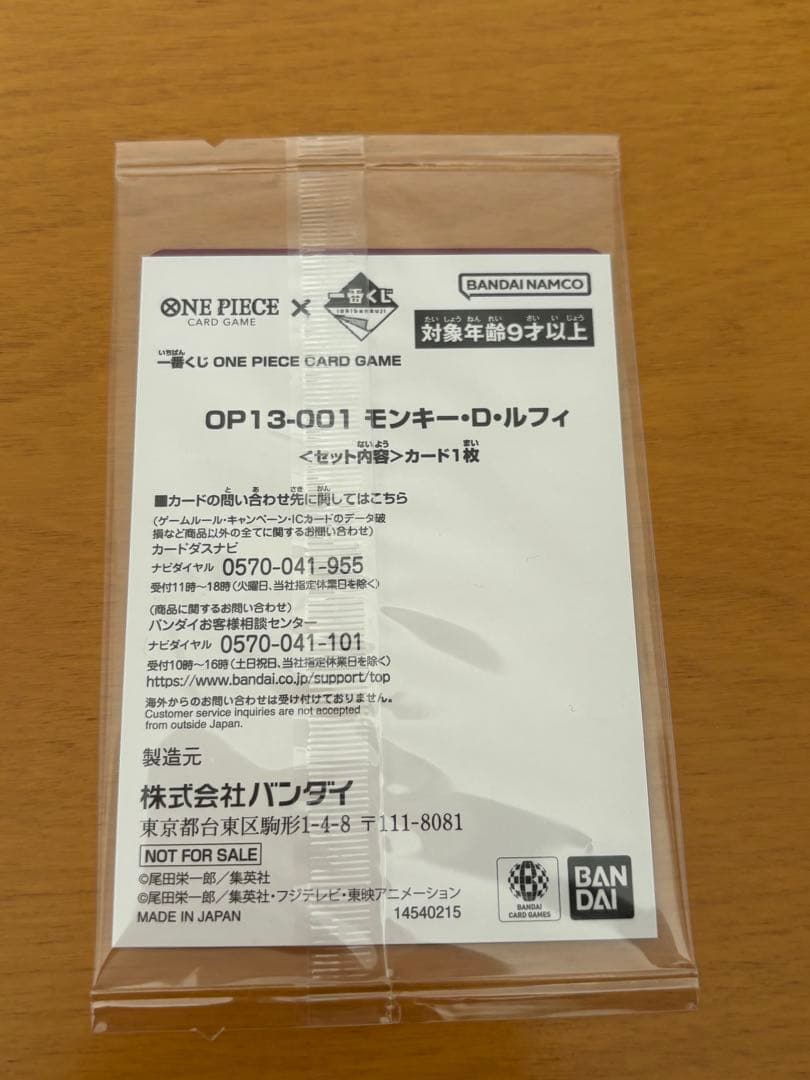 ONE PIECE
CARD GAME
×
一番くじ
ichibankuji
BANDAI NAMCO
たいしょうねんれい さいいじょう
対象年齢9才以上
いちばん
一番くじ ONE PIECE CARD GAME
OP13-001 モンキー・D・ルフィ
ないよう まい
<セット内容>カード1枚
と あ さき かん
■カードの問い合わせ先に関してはこちら
(ゲームルール・キャンペーン・ICカードのデータ破
損など商品以外の全てに関するお問い合わせ)
カードダスナビ
ナビダイヤル 0570-041-955
受付11時~18時(火曜日、当社指定休業日を除く)
(商品に関するお問い合わせ)
バンダイお客様相談センター
ナビダイヤル 0570-041-101
受付10時~16時(土日祝日、当社指定休業日を除く)
https://www.bandai.co.jp/support/top
海外からのお問い合わせは受け付けておりません。
Customer service inquiries are not accepted
from outside Japan.
製造元
株式会社バンダイ
東京都台東区駒形1-4-8 〒111-8081
NOT FOR SALE
©尾田栄一郎/集英社
©尾田栄一郎/集英社・フジテレビ・東映アニメーション
MADE IN JAPAN
14540215
BANDAI
CARD GAMES
BAN
DAI